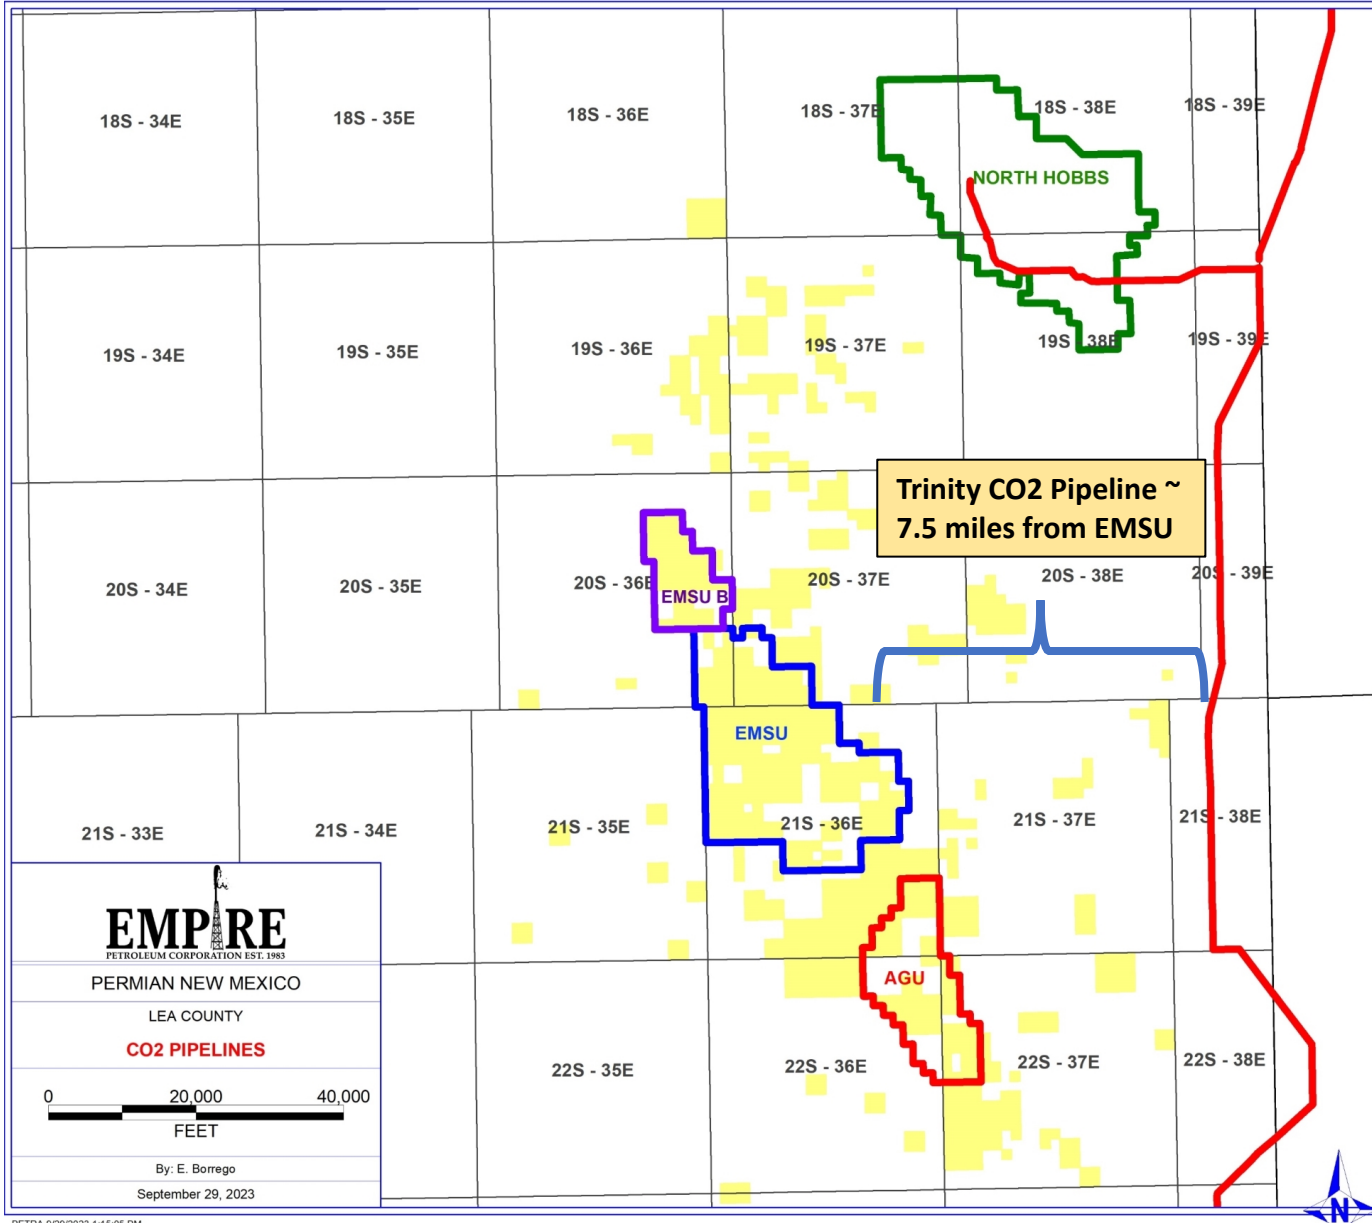 18S - 34E
18S - 35E
18S - 36E
18S - 37E
18S - 38E
18S - 39E
NORTH HOBBS
19S - 34E
19S - 35E
19S - 36E
19S - 37E
19S 38E
19S - 39E
Trinity CO2 Pipeline ~
7.5 miles from EMSU
20S - 34E
20S - 35E
20S - 36E
EMSU B
20S - 37E
20S - 38E
20S - 39E
EMSU
21S - 33E
21S - 34E
21S - 35E
21S - 36E
21S - 37E
21S - 38E
EMPIRE
PETROLEUM CORPORATION EST. 1983
PERMIAN NEW MEXICO
LEA COUNTY
CO2 PIPELINES
0 20,000 40,000
FEET
By: E. Borrego
September 29, 2023
AGU
22S - 35E
22S - 36E
22S - 37E
22S - 38E
N